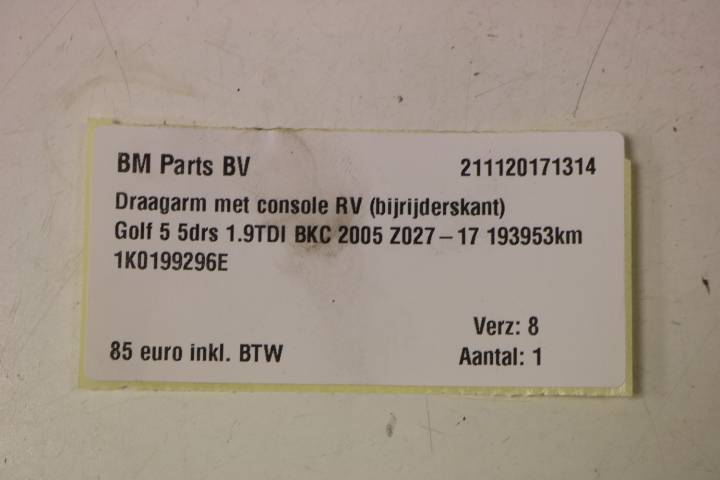 BM Parts BV 211120171314
Draagarm met console RV (bijrijderskant)
Golf 5 5drs 1.9TDI BKC 2005 Z027-17 193953km
1K0199296E
Verz: 8
85 euro inkl. BTW Aantal: 1